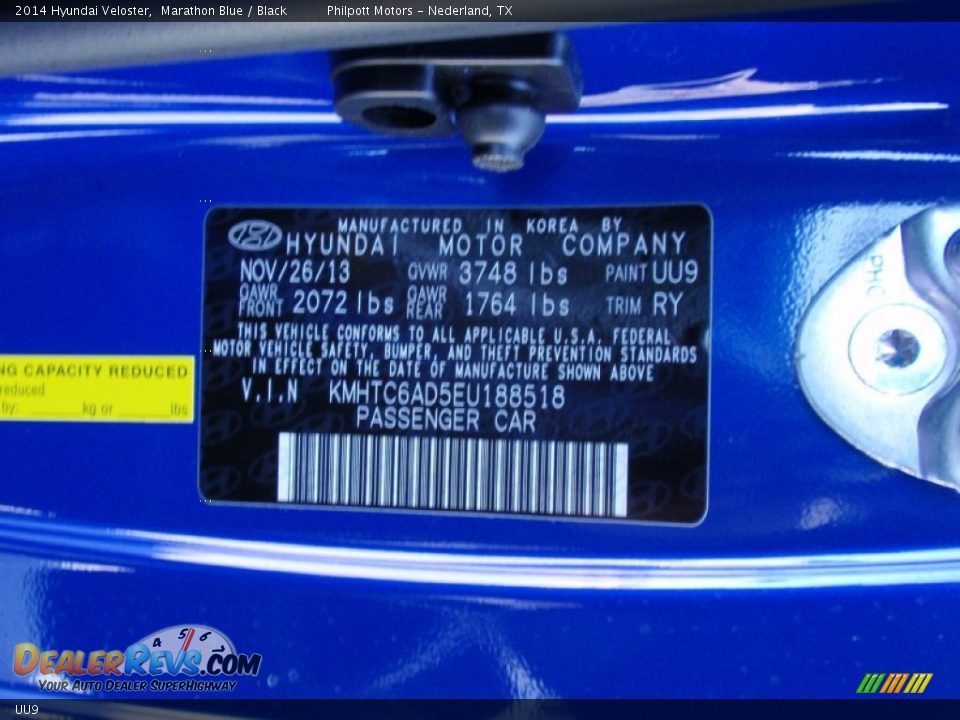 2014 Hyundai Veloster, Marathon Blue / Black Philpott Motors - Nederland, TX
MANUFACTURED IN KOREA BY
HYUNDAI MOTOR COMPANY
NOV/26/13 GVWR 3748 lbs PAINT UU9
GAWR FRONT 2072 lbs GAWR REAR 1764 lbs TRIM RY
THIS VEHICLE CONFORMS TO ALL APPLICABLE U.S.A. FEDERAL
MOTOR VEHICLE SAFETY, BUMPER, AND THEFT PREVENTION STANDARDS
IN EFFECT ON THE DATE OF MANUFACTURE SHOWN ABOVE
V.I.N KMHTC6AD5EU188518
PASSENGER CAR
NG CAPACITY REDUCED
reduced
by: kg or lbs
PHC
4 5 6
DEALERREVS.COM
YOUR AUTO DEALER SUPERHIGHWAY
UU9